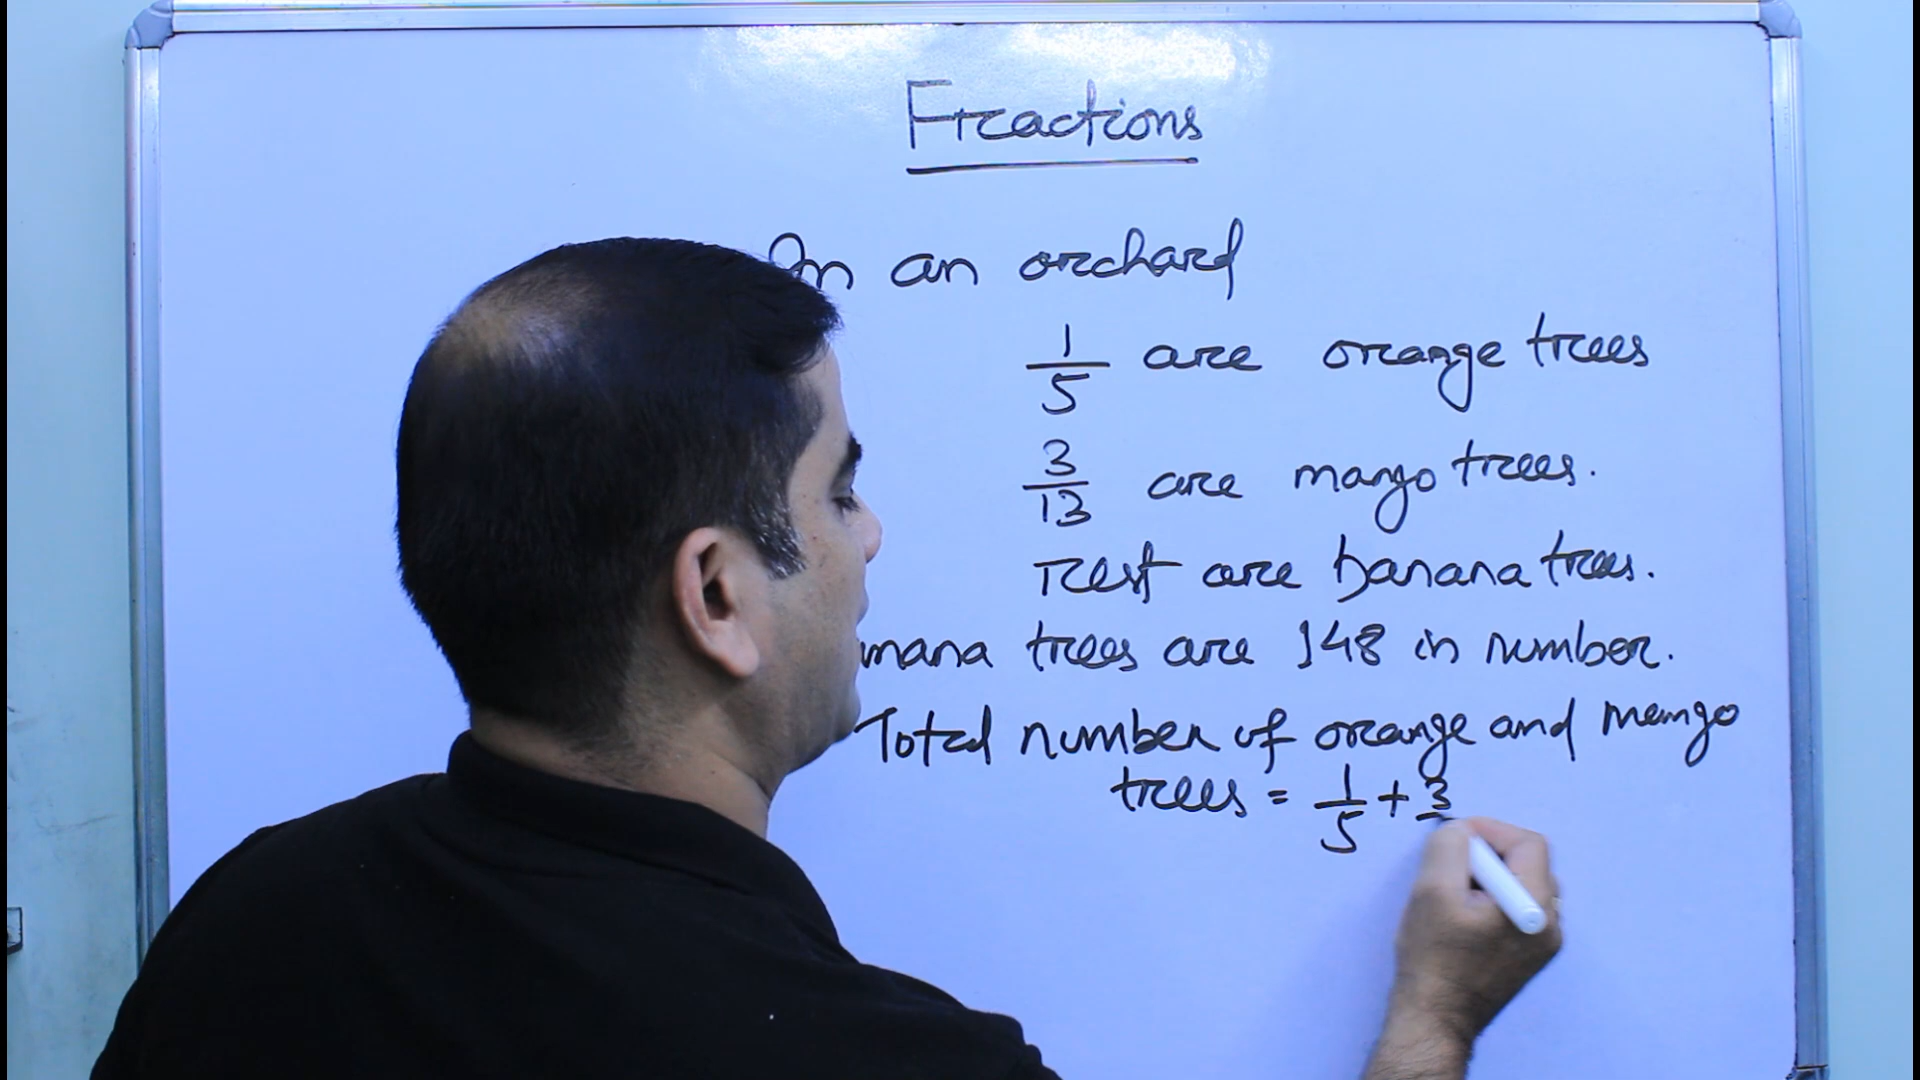 Fractions
In an orchard
1/5 are orange trees
3/13 are mango trees.
rest are banana trees.
trees are 148 in number.
Total number of orange and mango
trees = 1/5 + 3